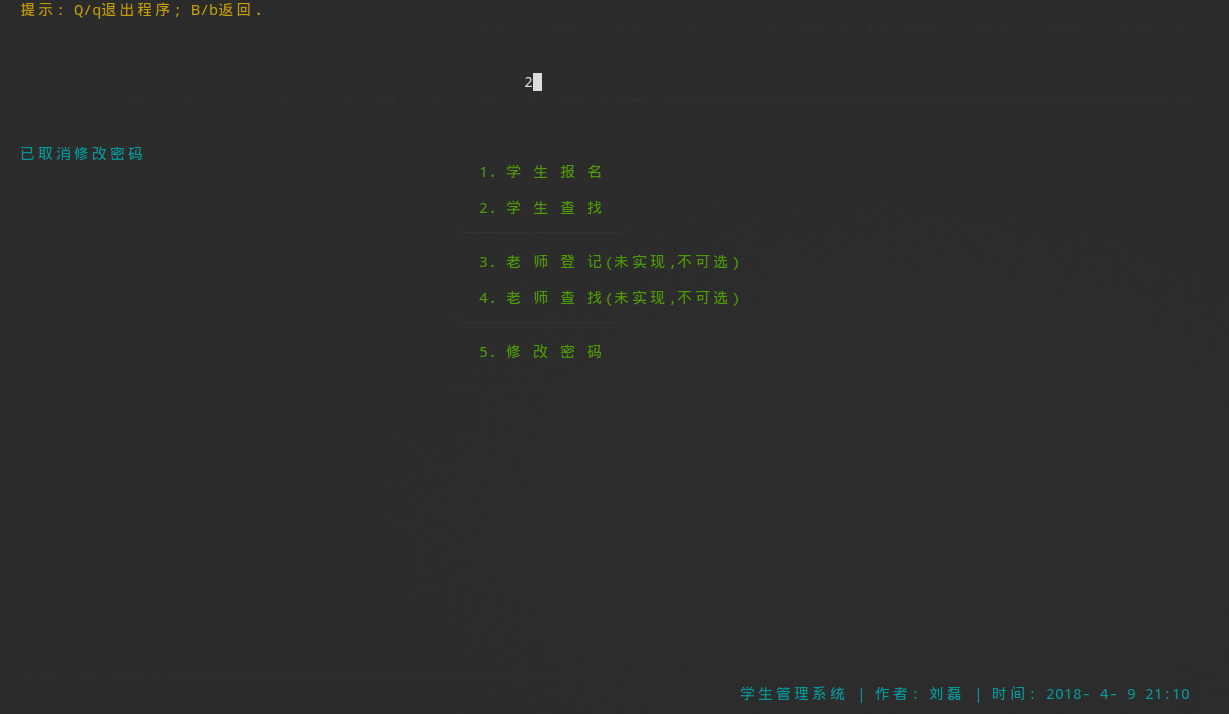 提示: Q/q退出程序; B/b返回.
2
已取消修改密码
1. 学 生 报 名
2. 学 生 查 找
3. 老 师 登 记(未实现,不可选)
4. 老 师 查 找(未实现,不可选)
5. 修 改 密 码
学生管理系统 | 作者: 刘磊 | 时间: 2018- 4- 9 21:10